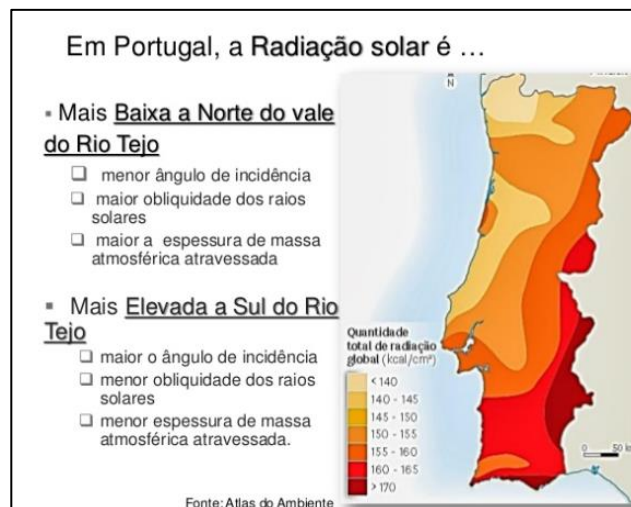 Em Portugal, a Radiação solar é ...
▪ Mais Baixa a Norte do vale
do Rio Tejo
❑ menor ângulo de incidência
❑ maior obliquidade dos raios
solares
❑ maior a espessura de massa
atmosférica atravessada
▪ Mais Elevada a Sul do Rio
Tejo
❑ maior o ângulo de incidência
❑ menor obliquidade dos raios
solares
❑ menor espessura de massa
atmosférica atravessada.
Fonte: Atlas do Ambiente
N
Quantidade
total de radiação
global (kcal/cm²)
< 140
140 - 145
145 - 150
150 - 155
155 - 160
160 - 165
> 170
0 50